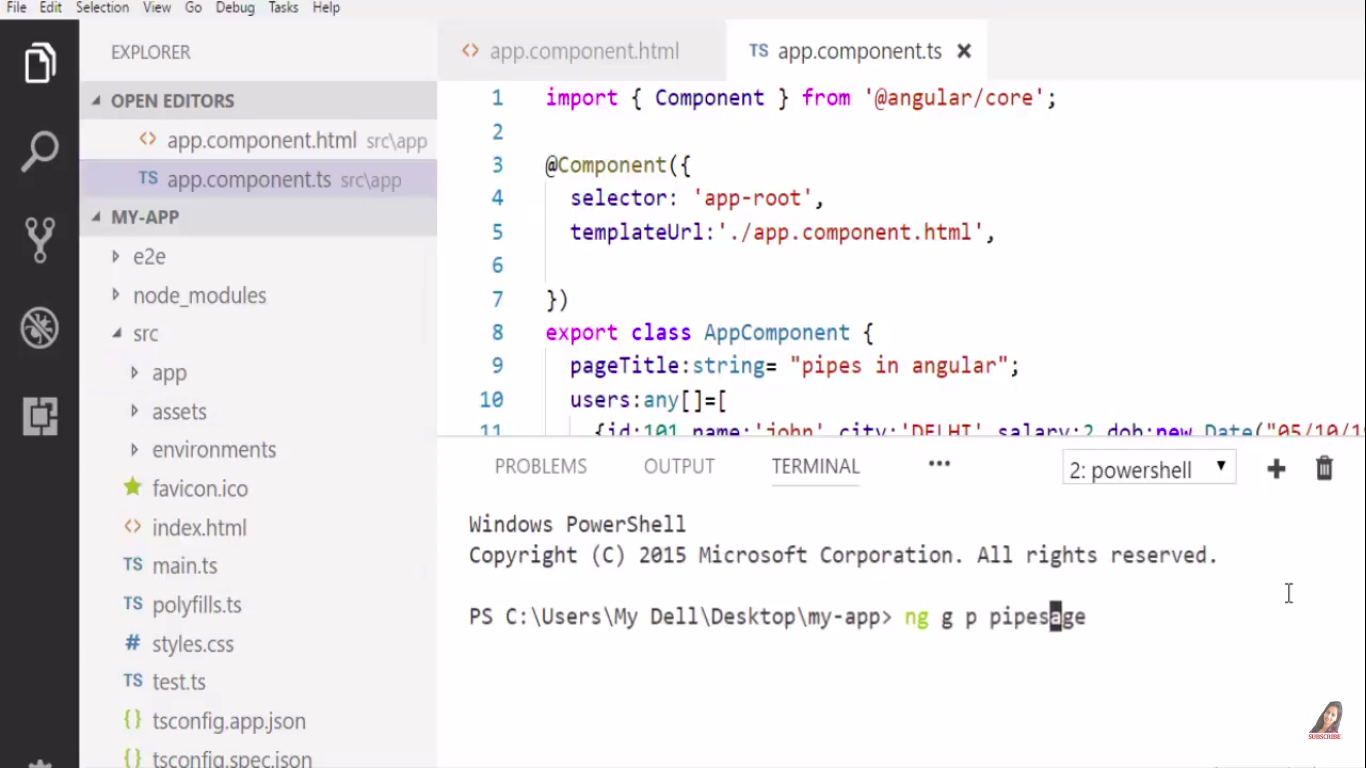 File Edit Selection View Go Debug Tasks Help
EXPLORER
OPEN EDITORS
<> app.component.html src\app
TS app.component.ts src\app
MY-APP
e2e
node_modules
src
app
assets
environments
favicon.ico
<> index.html
TS main.ts
TS polyfills.ts
# styles.css
TS test.ts
{} tsconfig.app.json
{} tsconfig.spec.json
<> app.component.html
TS app.component.ts ×
1 import { Component } from '@angular/core';
2
3 @Component({
4 selector: 'app-root',
5 templateUrl:'./app.component.html',
6
7 })
8 export class AppComponent {
9 pageTitle:string= "pipes in angular";
10 users:any[]=[
11 {id:101,name:'john',city:'DELHI',salary:2,dob:new Date("05/10/
PROBLEMS OUTPUT TERMINAL ••• 2: powershell
Windows PowerShell
Copyright (C) 2015 Microsoft Corporation. All rights reserved.
PS C:\Users\My Dell\Desktop\my-app> ng g p pipesage
SUBSCRIBE